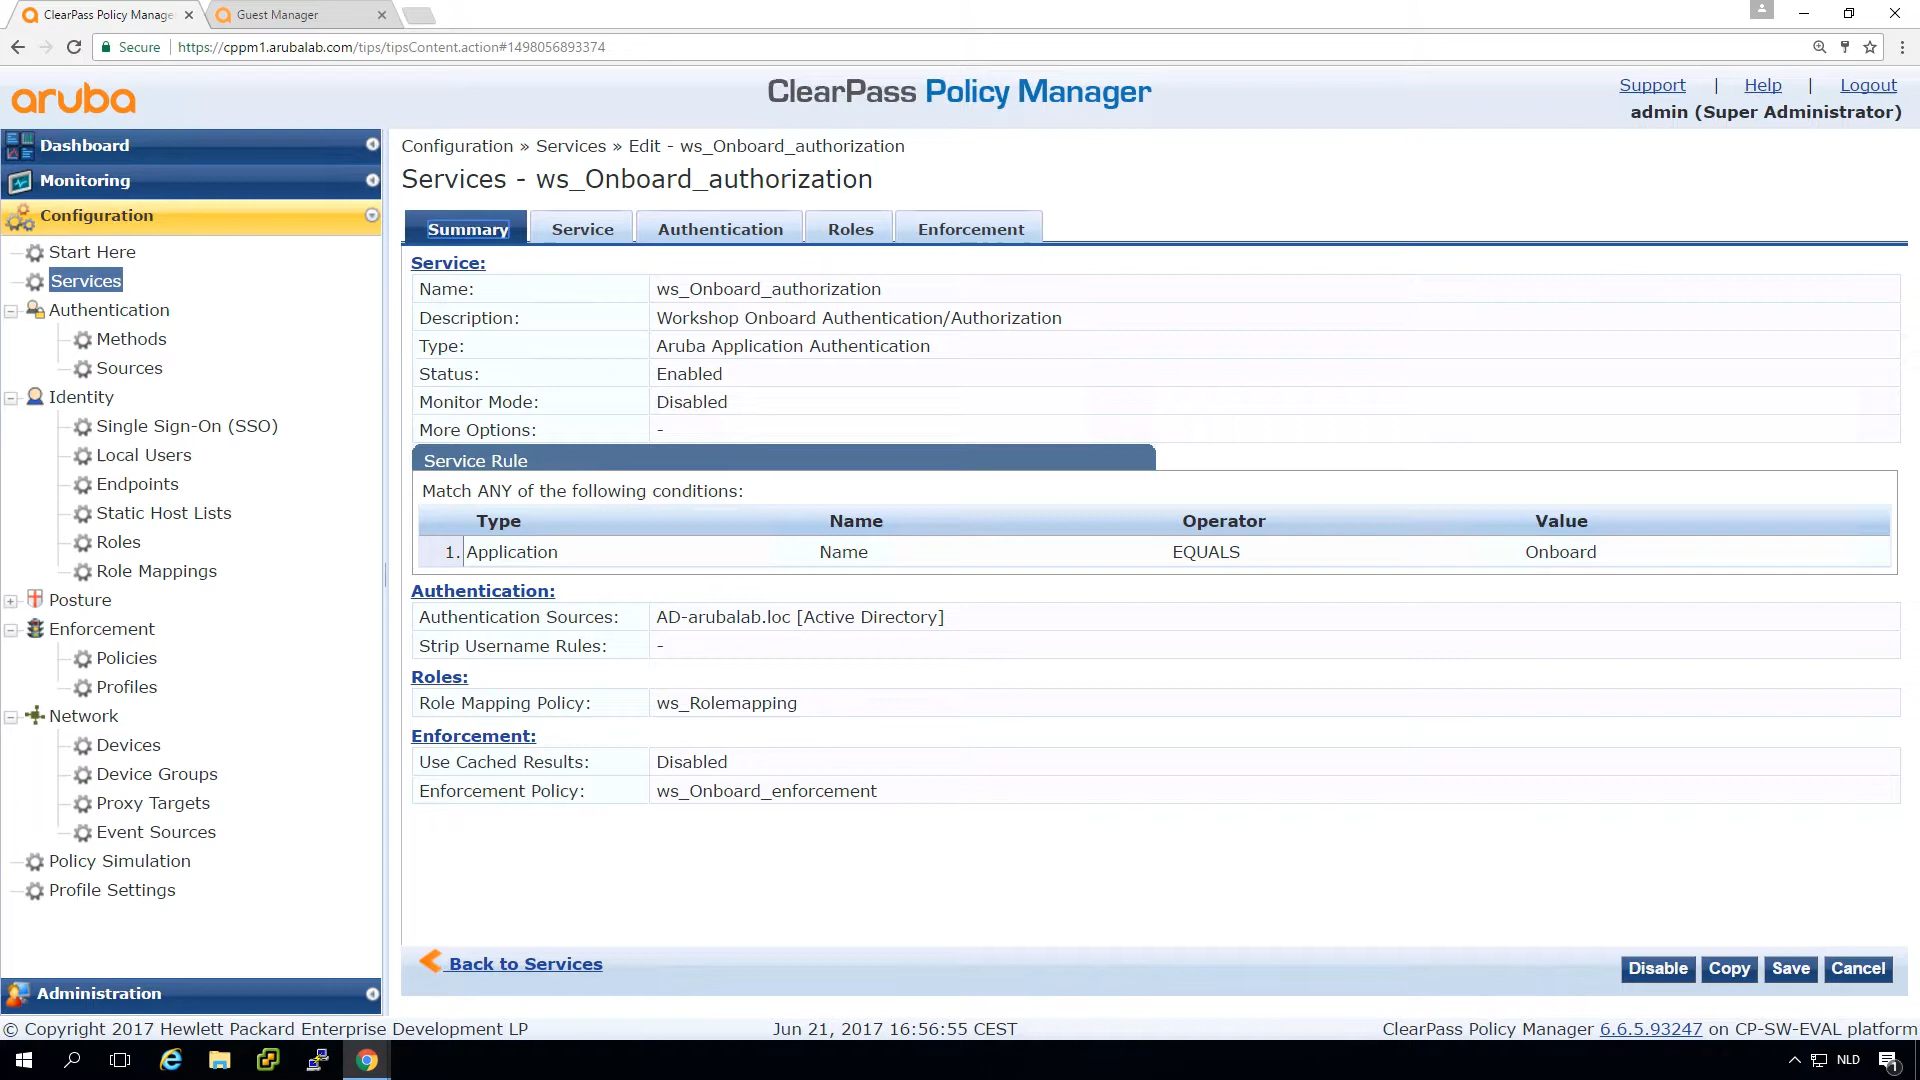 ClearPass Policy Manage
Guest Manager
Secure
https://cppm1.arubalab.com/tips/tipsContent.action#1498056893374
aruba
ClearPass Policy Manager
Support | Help | Logout
admin (Super Administrator)
Dashboard
Monitoring
Configuration
Start Here
Services
Authentication
Methods
Sources
Identity
Single Sign-On (SSO)
Local Users
Endpoints
Static Host Lists
Roles
Role Mappings
Posture
Enforcement
Policies
Profiles
Network
Devices
Device Groups
Proxy Targets
Event Sources
Policy Simulation
Profile Settings
Administration
Configuration » Services » Edit - ws_Onboard_authorization
Services - ws_Onboard_authorization
Summary Service Authentication Roles Enforcement
Service:
Name: ws_Onboard_authorization
Description: Workshop Onboard Authentication/Authorization
Type: Aruba Application Authentication
Status: Enabled
Monitor Mode: Disabled
More Options: -
Service Rule
Match ANY of the following conditions:
Type Name Operator Value
1. Application Name EQUALS Onboard
Authentication:
Authentication Sources: AD-arubalab.loc [Active Directory]
Strip Username Rules: -
Roles:
Role Mapping Policy: ws_Rolemapping
Enforcement:
Use Cached Results: Disabled
Enforcement Policy: ws_Onboard_enforcement
Back to Services
Disable Copy Save Cancel
© Copyright 2017 Hewlett Packard Enterprise Development LP
Jun 21, 2017 16:56:55 CEST
ClearPass Policy Manager 6.6.5.93247 on CP-SW-EVAL platform
NLD
1